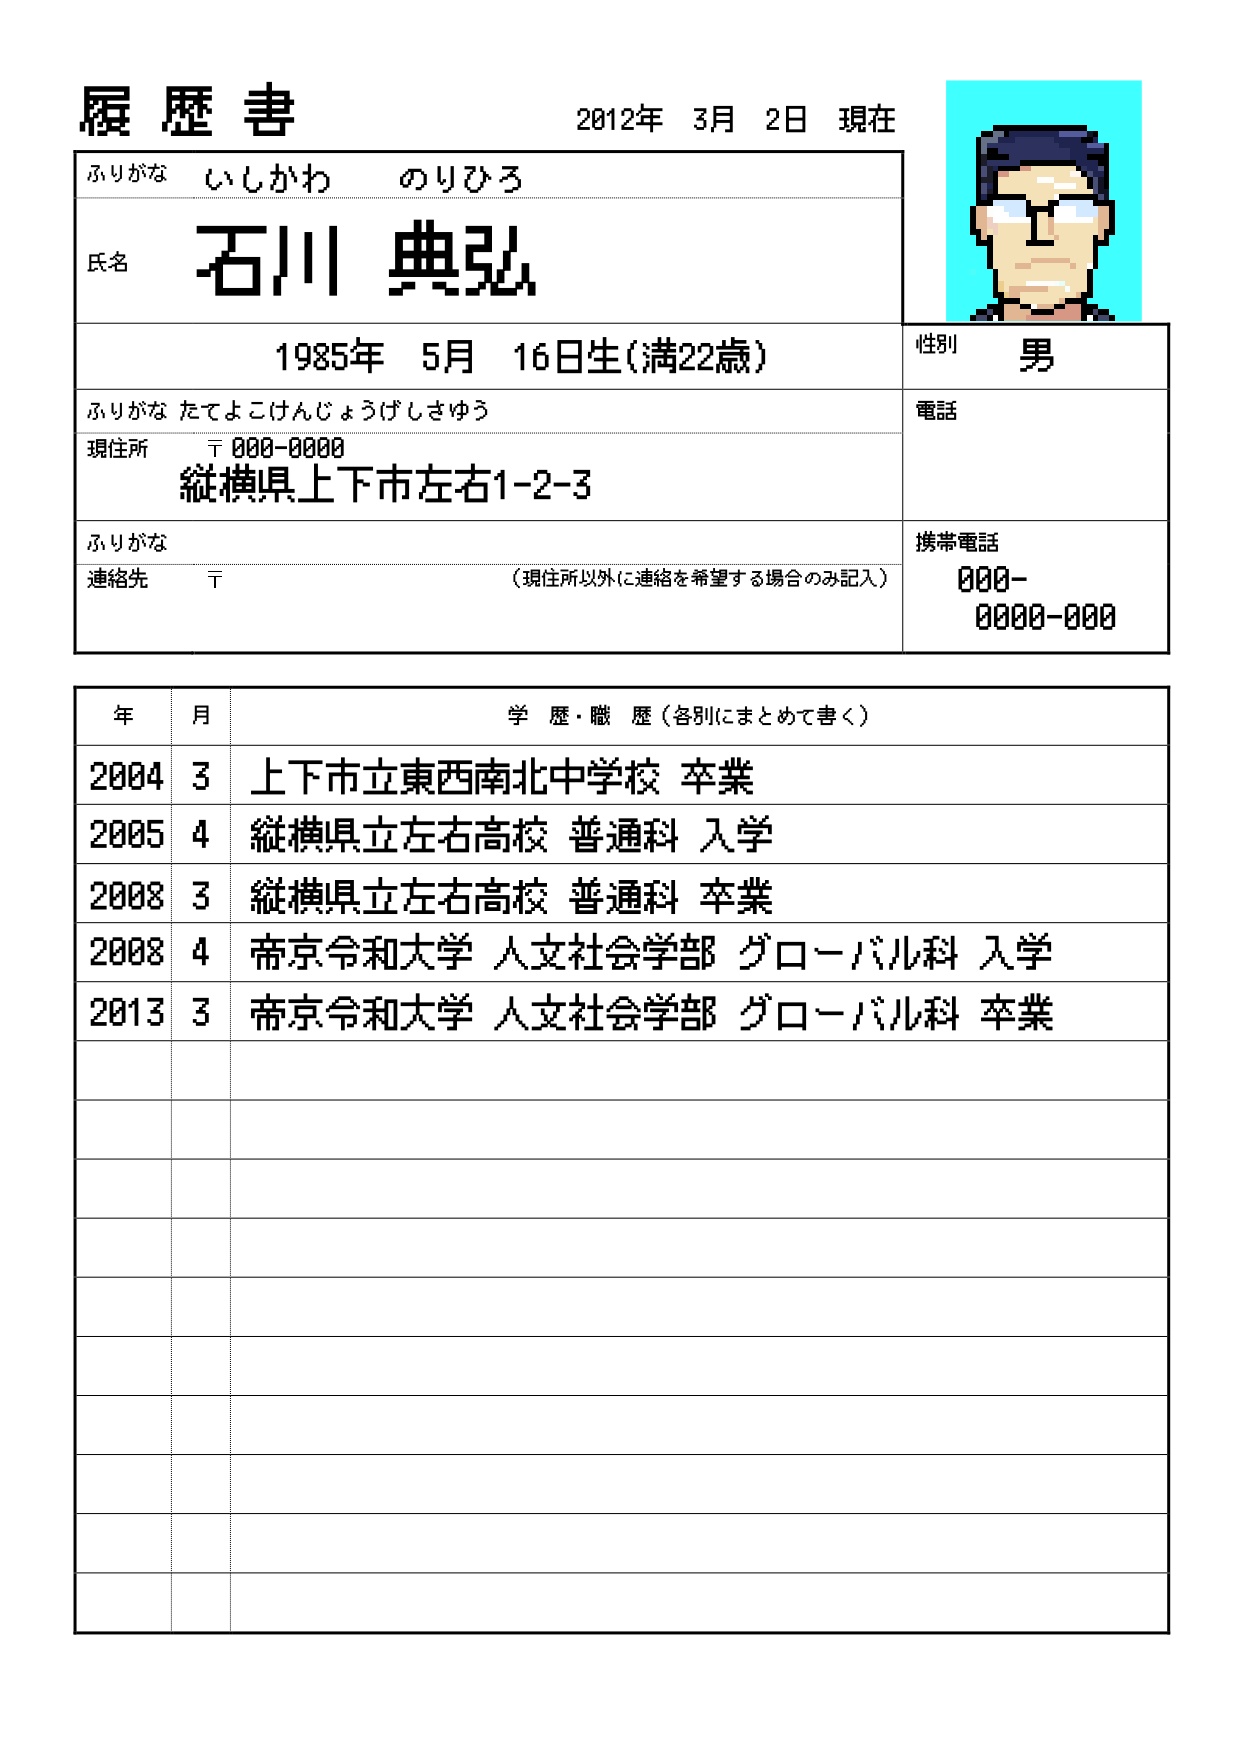 履歴書
2012年 3月 2日 現在
ふりがな いしかわ のりひろ
氏名 石川 典弘
1985年 5月 16日生(満22歳)
性別 男
ふりがな たてよこけんじょうげしさゆう
電話
現住所 〒000-0000
縦横県上下市左右1-2-3
ふりがな
携帯電話
連絡先 〒 (現住所以外に連絡を希望する場合のみ記入)
000-
0000-000
年 月 学 歴・職 歴(各別にまとめて書く)
2004 3 上下市立東西南北中学校 卒業
2005 4 縦横県立左右高校 普通科 入学
2008 3 縦横県立左右高校 普通科 卒業
2008 4 帝京令和大学 人文社会学部 グローバル科 入学
2013 3 帝京令和大学 人文社会学部 グローバル科 卒業